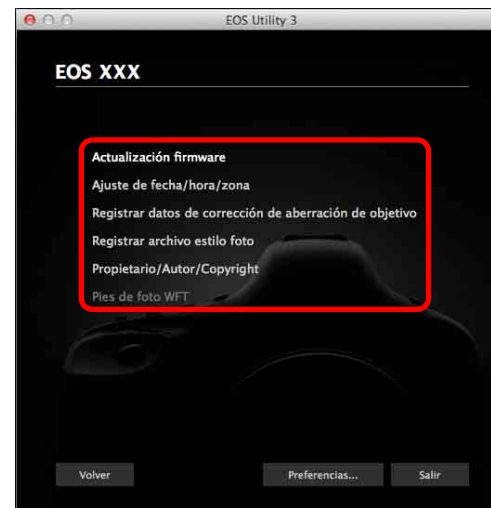 EOS Utility 3
EOS XXX
Actualización firmware
Ajuste de fecha/hora/zona
Registrar datos de corrección de aberración de objetivo
Registrar archivo estilo foto
Propietario/Autor/Copyright
Pies de foto WFT
Volver
Preferencias...
Salir